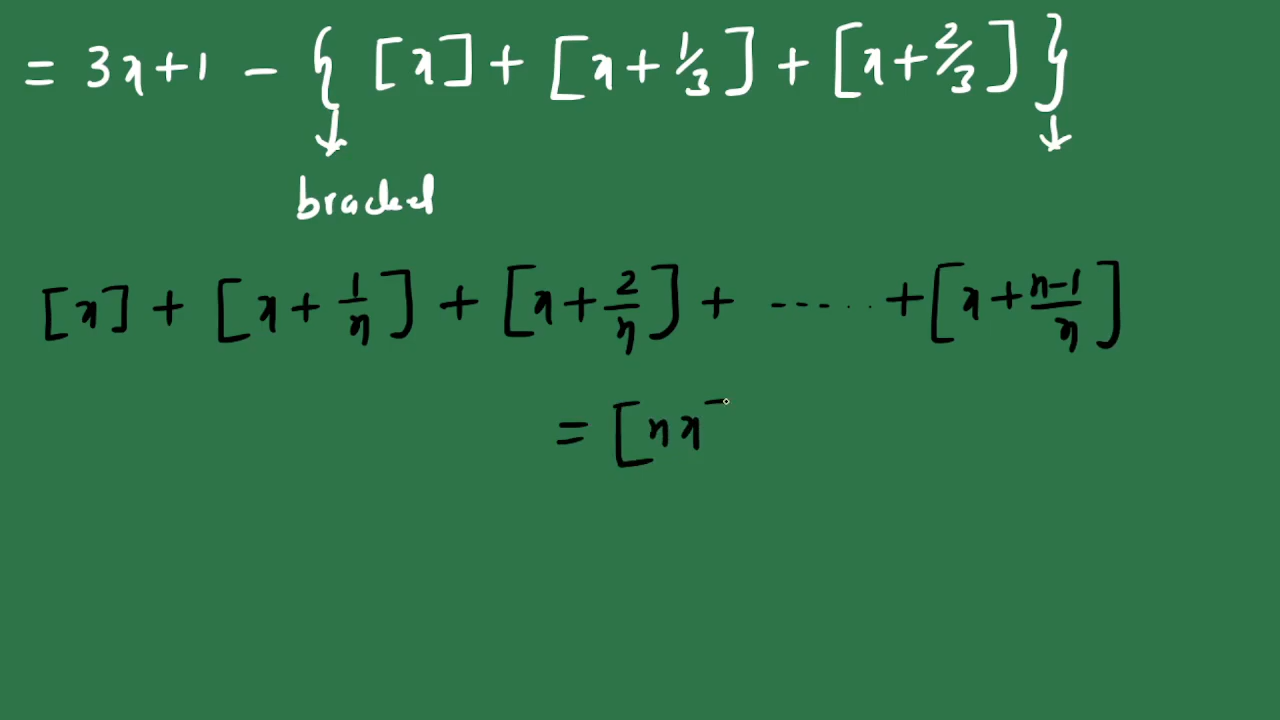 = 3x+1 - { [x] + [x + 1/3] + [x + 2/3] }
↓ ↓
bracket
[x] + [x + 1/n] + [x + 2/n] + ....... + [x + n-1/n]
= [nx